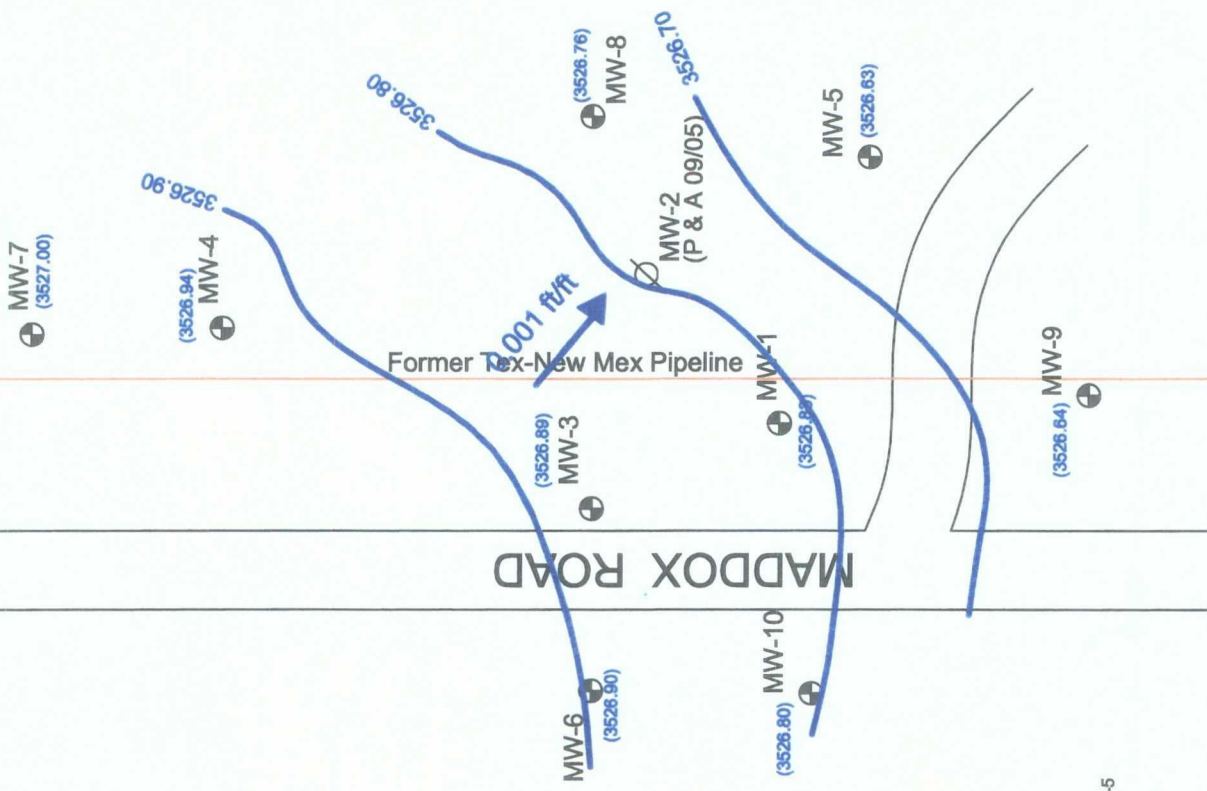 MW-7
(3527.00)
(3526.94)
MW-4
3526.90
3526.80
(3526.76)
MW-8
3526.70
MW-2
(P & A 09/05)
MW-5
(3526.63)
0.001 ft/ft
Former Tex-New Mex Pipeline
(3526.89)
MW-3
MW-1
MADDOX ROAD
MW-6
(3526.90)
MW-10
(3526.80)
MW-9
(3526.64)